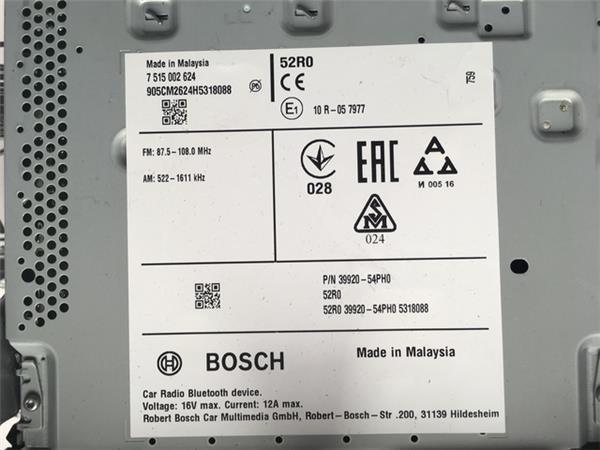 Made in Malaysia
7 515 002 624
905CM2624H5318088
Pb
52R0
CE
E1
10 R-05 7977
759
FM: 87.5-108.0 MHz
AM: 522-1611 kHz
028
EAC
И 005 16
SM
024
P/N 39920-54PH0
52R0
52R0 39920-54PH0 5318088
BOSCH
Made in Malaysia
Car Radio Bluetooth device.
Voltage: 16V max. Current: 12A max.
Robert Bosch Car Multimedia GmbH, Robert-Bosch-Str .200, 31139 Hildesheim